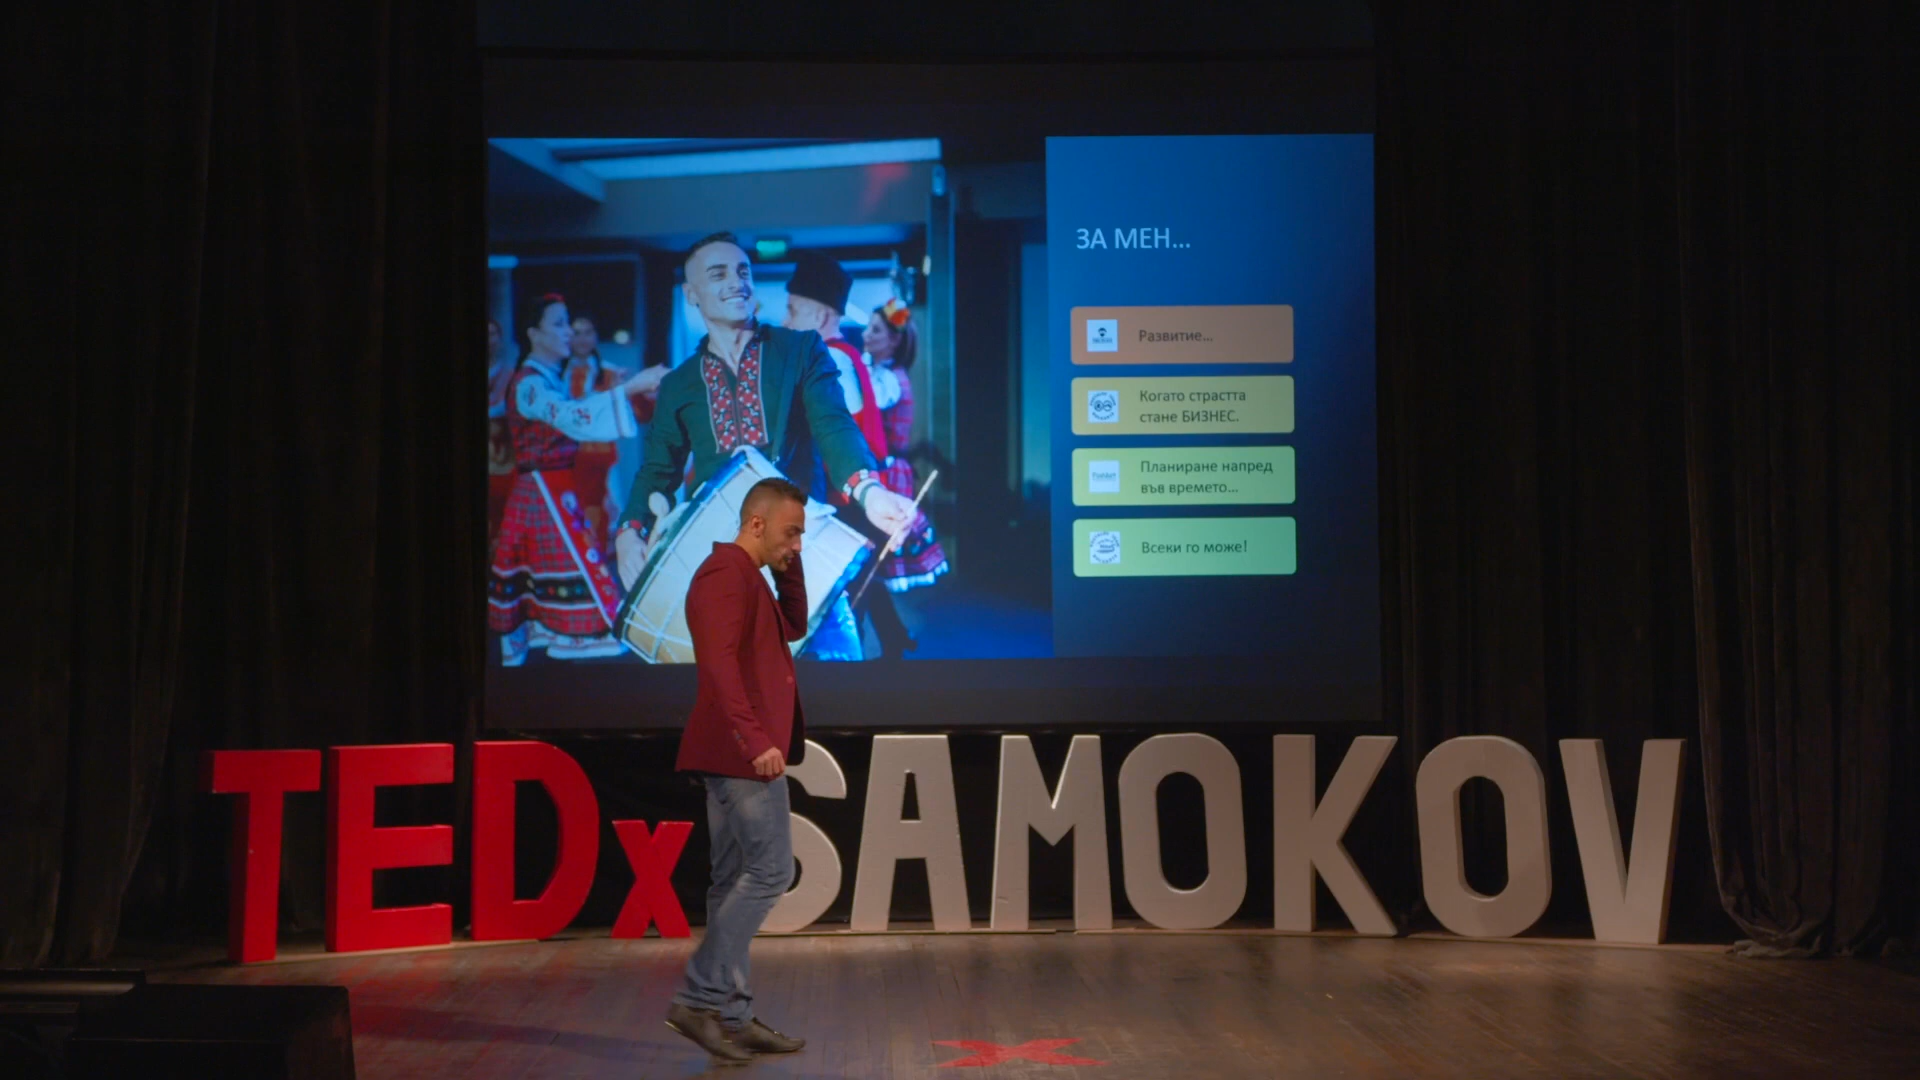 ЗА МЕН...
Развитие...
Когато страстта
стане БИЗНЕС.
Планиране напред
във времето...
Всеки го може!
TEDx SAMOKOV